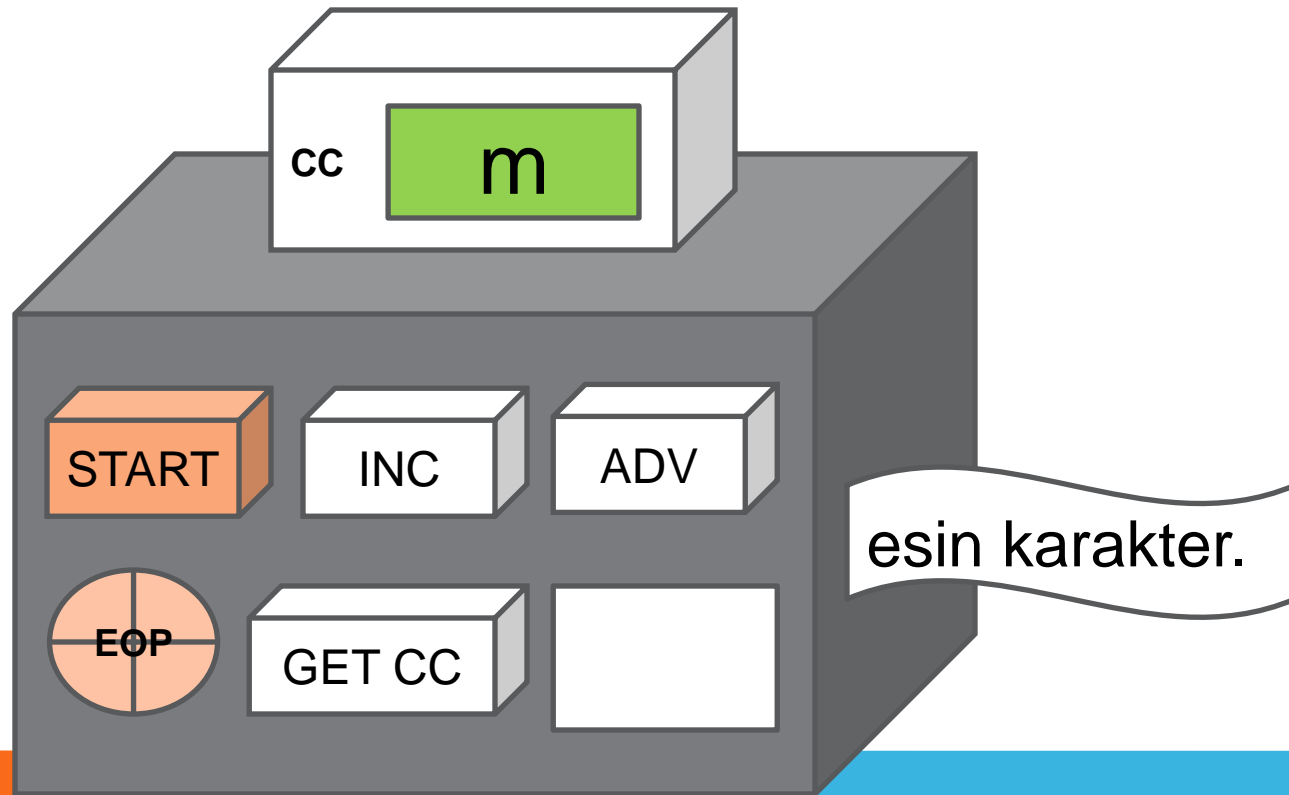 CC
m
START
INC
ADV
esin karakter.
EOP
GET CC